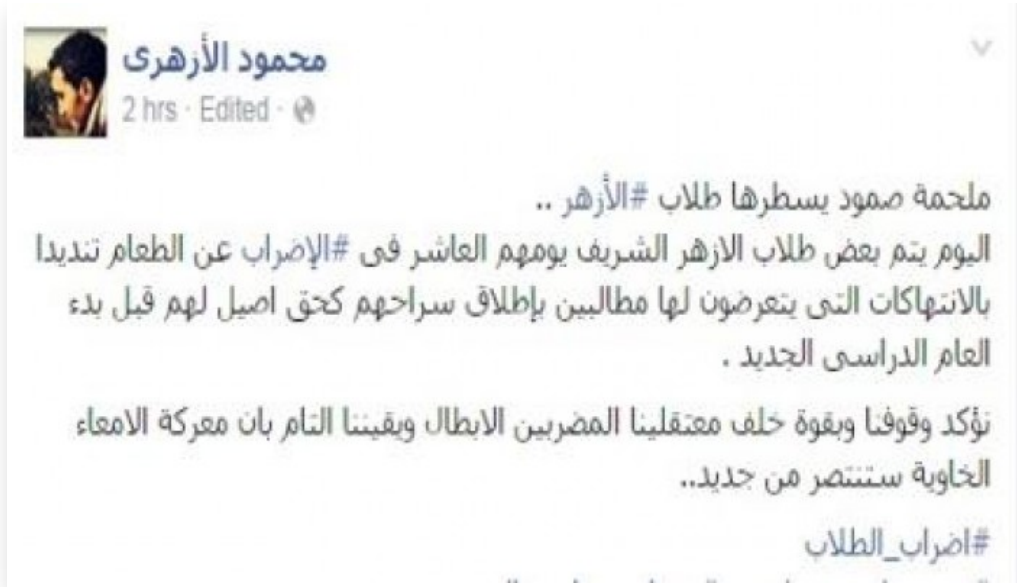 محمود الأزهرى
2 hrs · Edited ·
ملحمة صمود يسطرها طلاب #الأزهر ..
اليوم يتم بعض طلاب الازهر الشريف يومهم العاشر فى #الإضراب عن الطعام تنديدا
بالانتهاكات التى يتعرضون لها مطالبين بإطلاق سراحهم كحق اصيل لهم قبل بدء
العام الدراسى الجديد .
نؤكد وقوفنا وبقوة خلف معتقلينا المضربين الابطال ويقيننا التام بان معركة الامعاء
الخاوية ستنتصر من جديد..
#اضراب_الطلاب